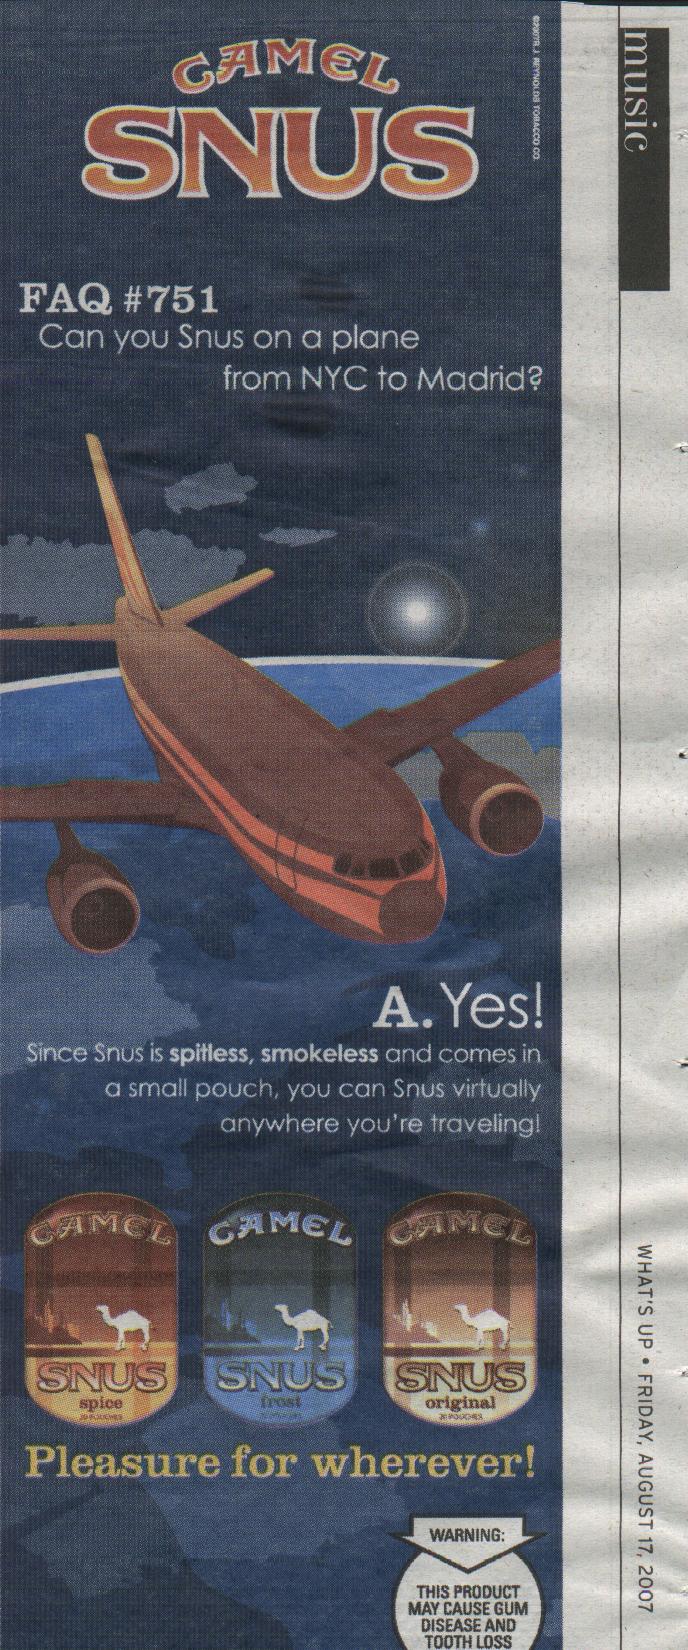 CAMEL
SNUS
©2007 R.J. REYNOLDS TOBACCO CO.
FAQ #751
Can you Snus on a plane
from NYC to Madrid?
A. Yes!
Since Snus is spitless, smokeless and comes in
a small pouch, you can Snus virtually
anywhere you're traveling!
CAMEL
SNUS
spice
20 POUCHES
CAMEL
SNUS
frost
CAMEL
SNUS
original
20 POUCHES
Pleasure for wherever!
WARNING:
THIS PRODUCT
MAY CAUSE GUM
DISEASE AND
TOOTH LOSS
music
WHAT'S UP • FRIDAY, AUGUST 17, 2007